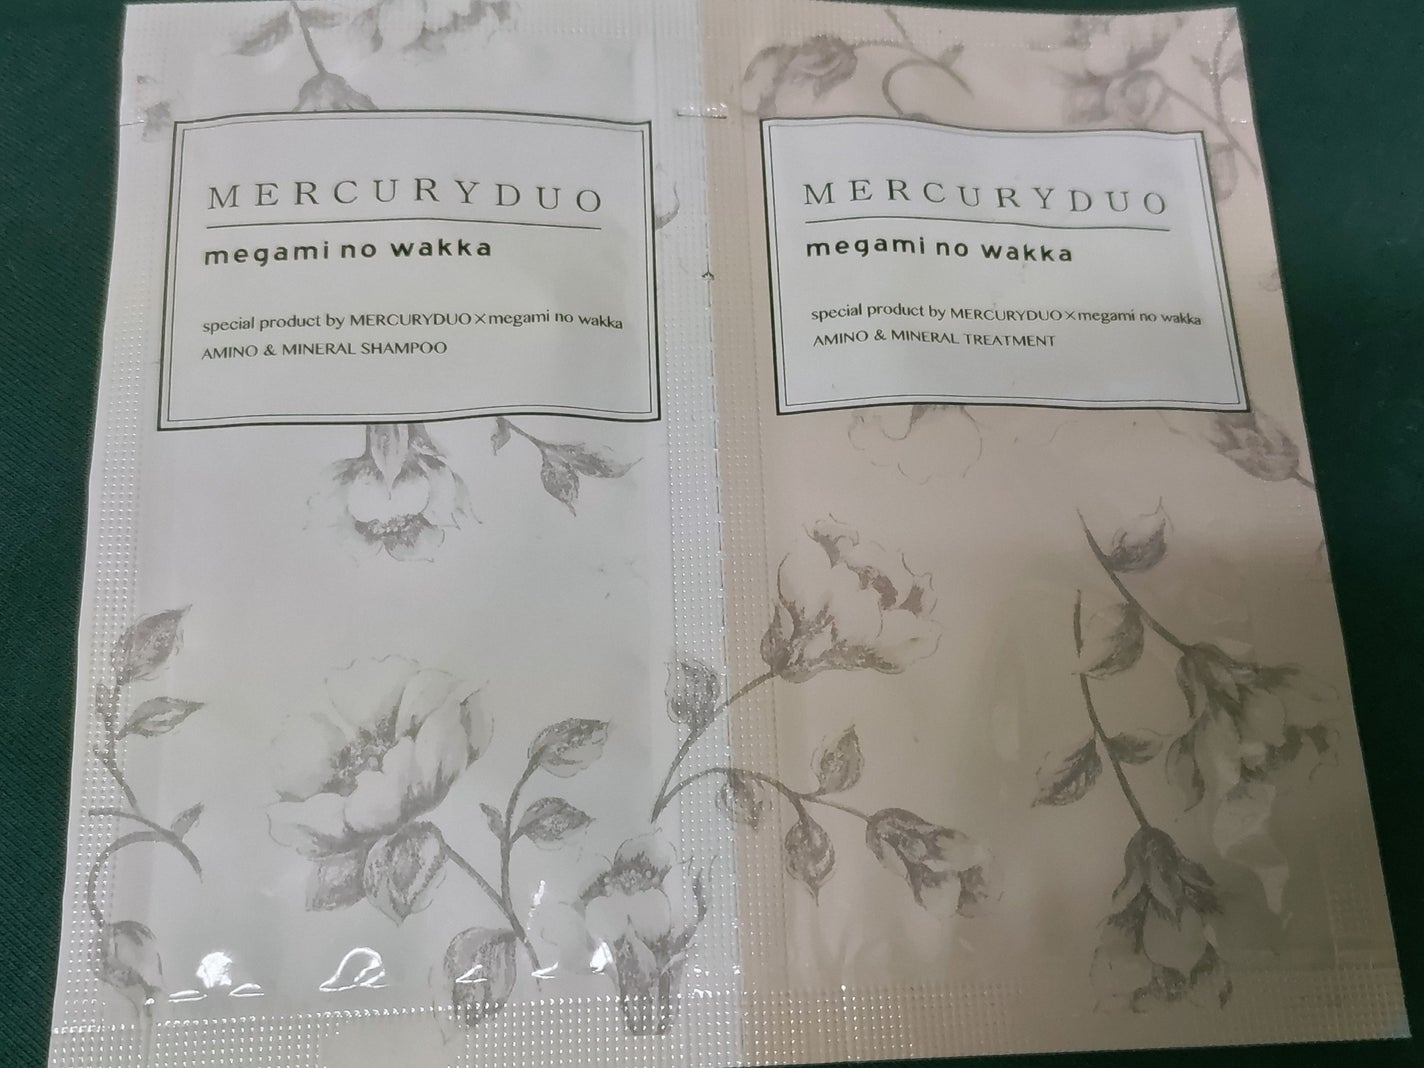 MERCURYDUO
megami no wakka
special product by MERCURYDUO×megami no wakka
AMINO & MINERAL SHAMPOO
MERCURYDUO
megami no wakka
special product by MERCURYDUO×megami no wakka
AMINO & MINERAL TREATMENT